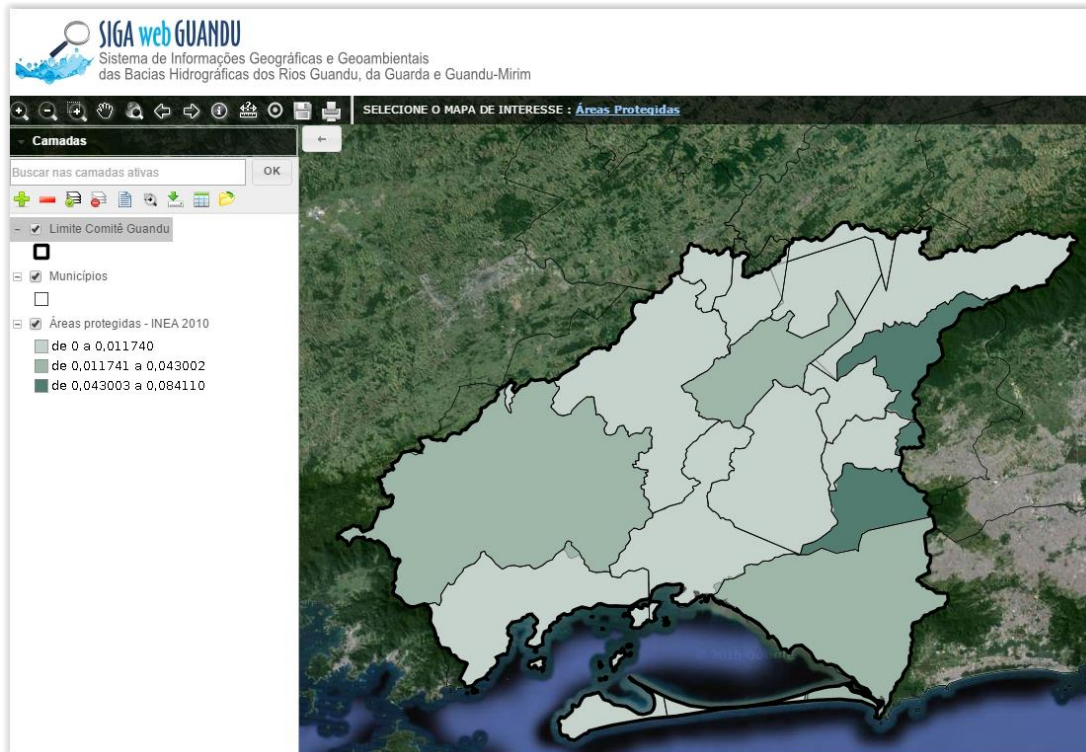 SIGA web GUANDU
Sistema de Informações Geográficas e Geoambientais
das Bacias Hidrográficas dos Rios Guandu, da Guarda e Guandu-Mirim
SELECIONE O MAPA DE INTERESSE : Áreas Protegidas
Camadas
Buscar nas camadas ativas
OK
Limite Comitê Guandu
Municípios
Áreas protegidas - INEA 2010
de 0 a 0,011740
de 0,011741 a 0,043002
de 0,043003 a 0,084110